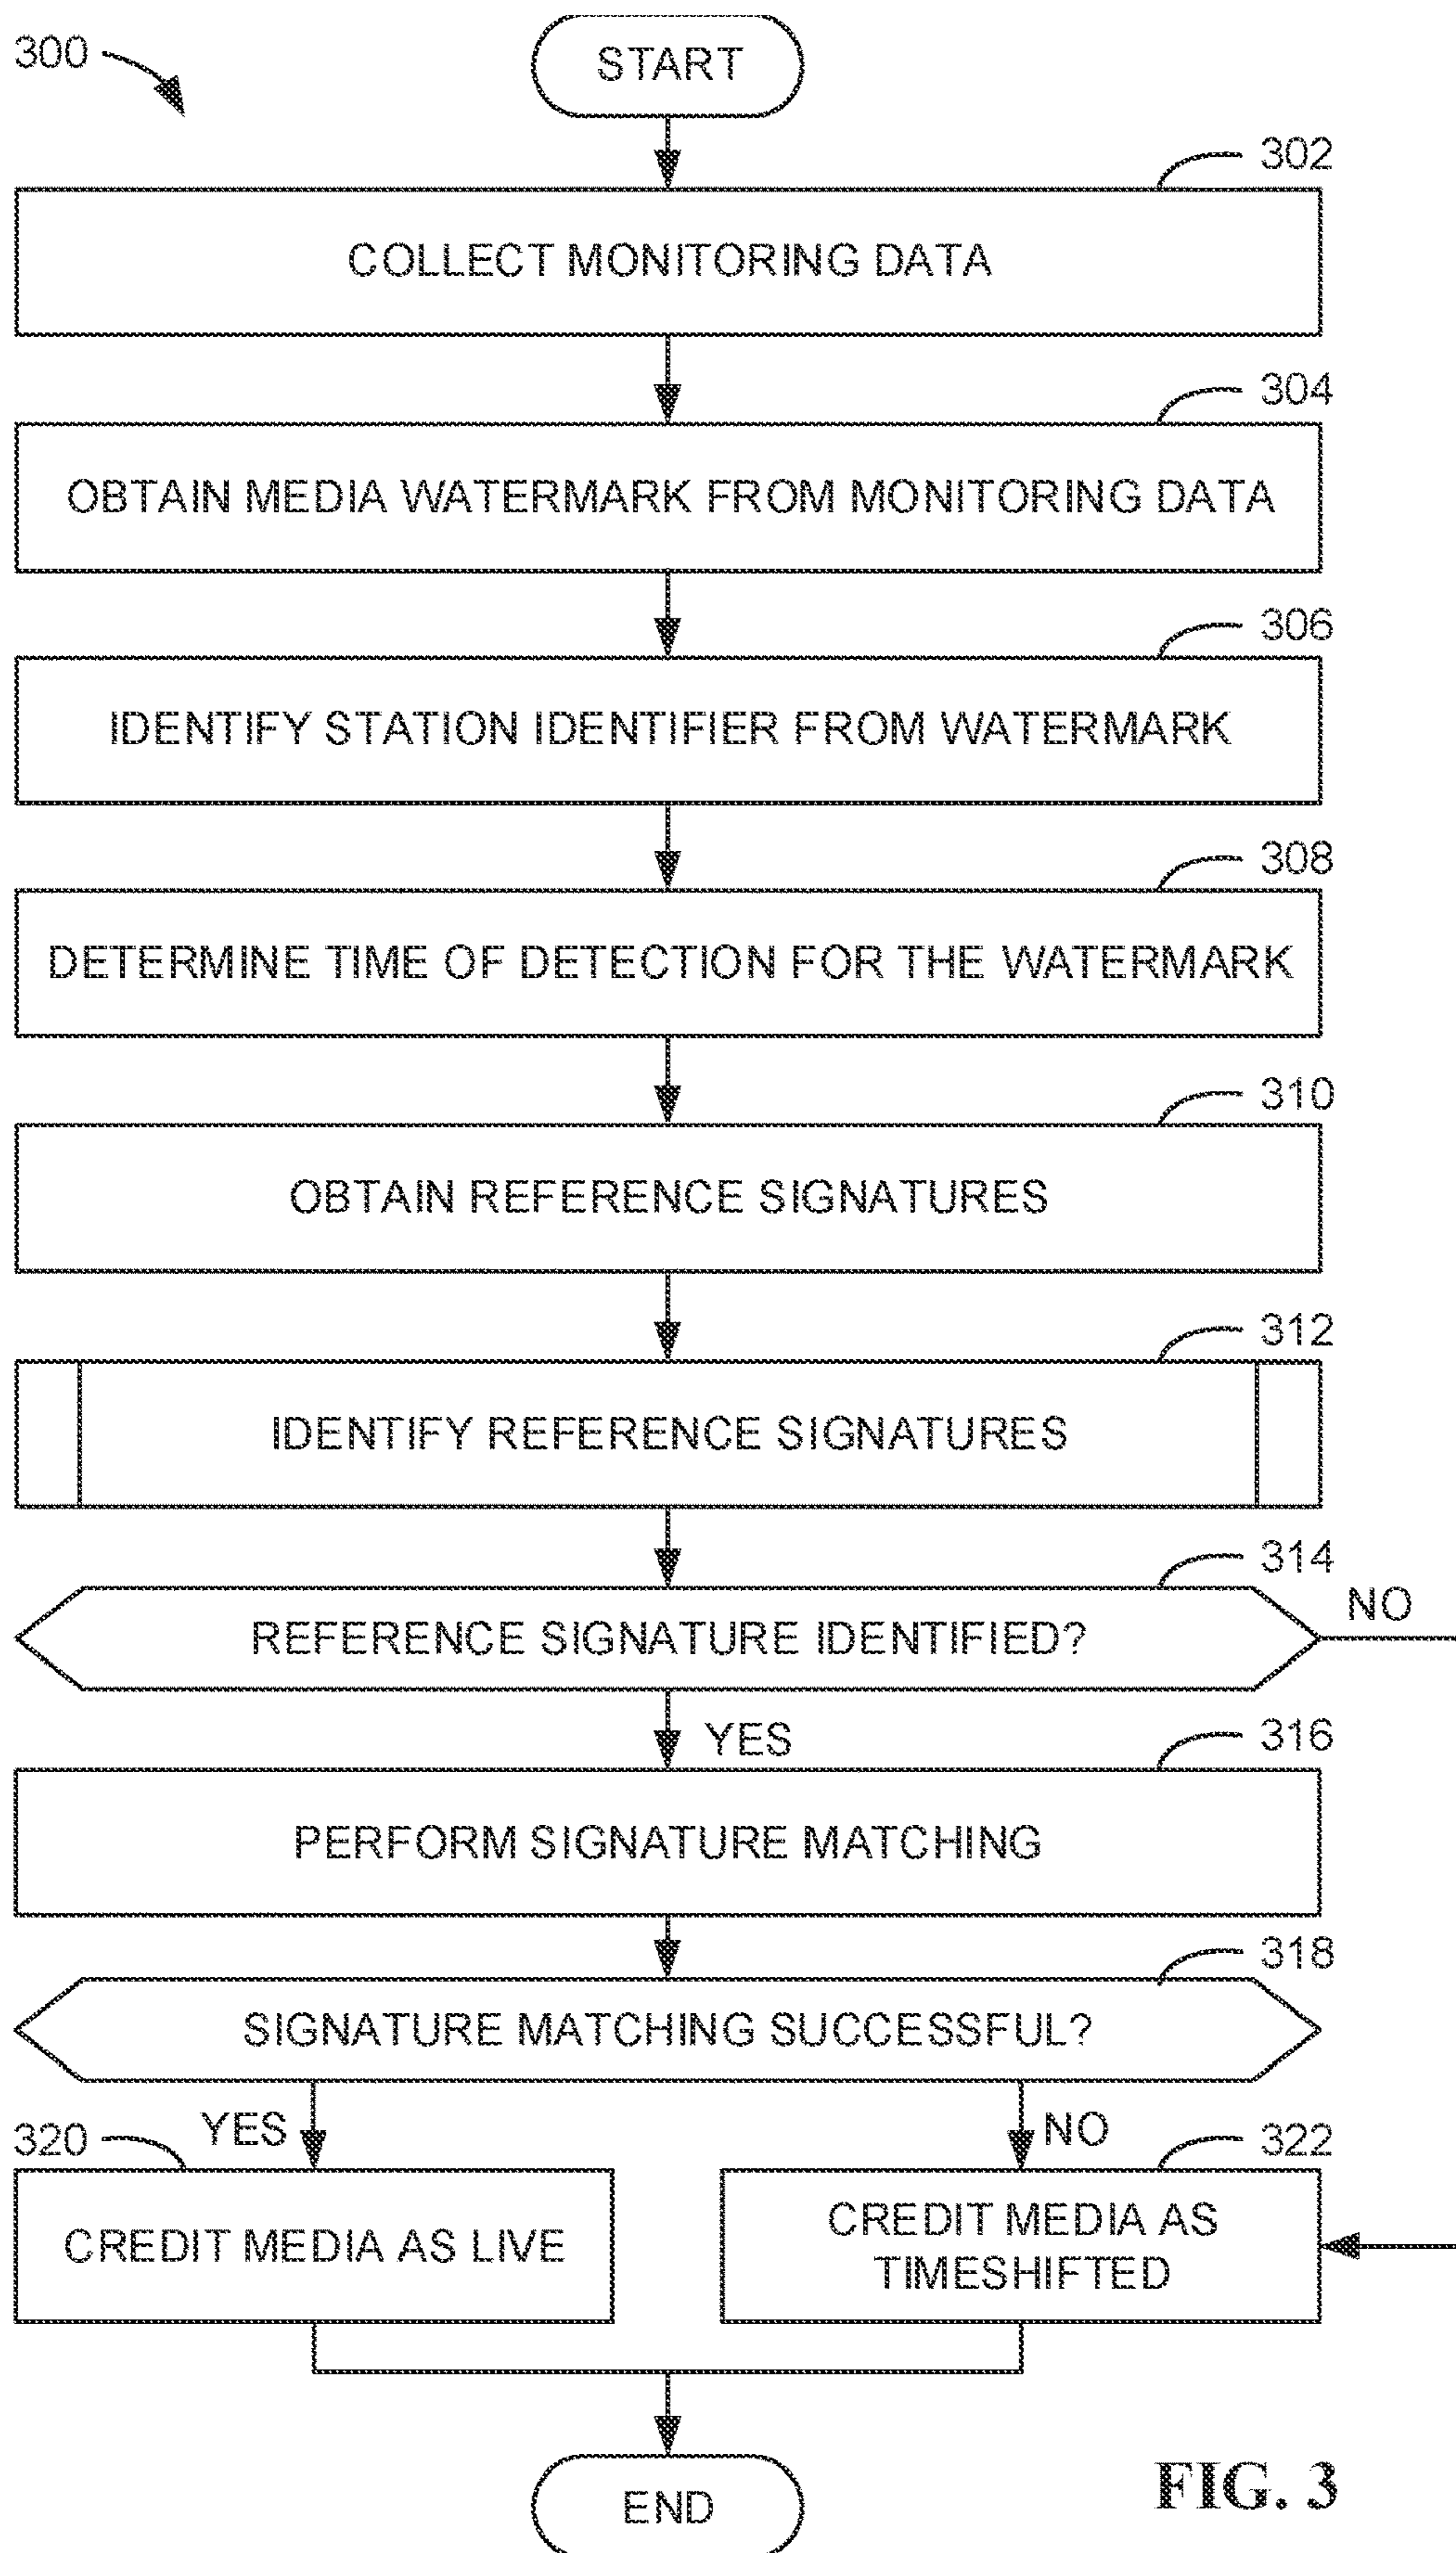 300
START
302
COLLECT MONITORING DATA
304
OBTAIN MEDIA WATERMARK FROM MONITORING DATA
306
IDENTIFY STATION IDENTIFIER FROM WATERMARK
308
DETERMINE TIME OF DETECTION FOR THE WATERMARK
310
OBTAIN REFERENCE SIGNATURES
312
IDENTIFY REFERENCE SIGNATURES
314
REFERENCE SIGNATURE IDENTIFIED?
NO
YES
316
PERFORM SIGNATURE MATCHING
318
SIGNATURE MATCHING SUCCESSFUL?
320
YES
NO
322
CREDIT MEDIA AS LIVE
CREDIT MEDIA AS
TIMESHIFTED
END
FIG. 3